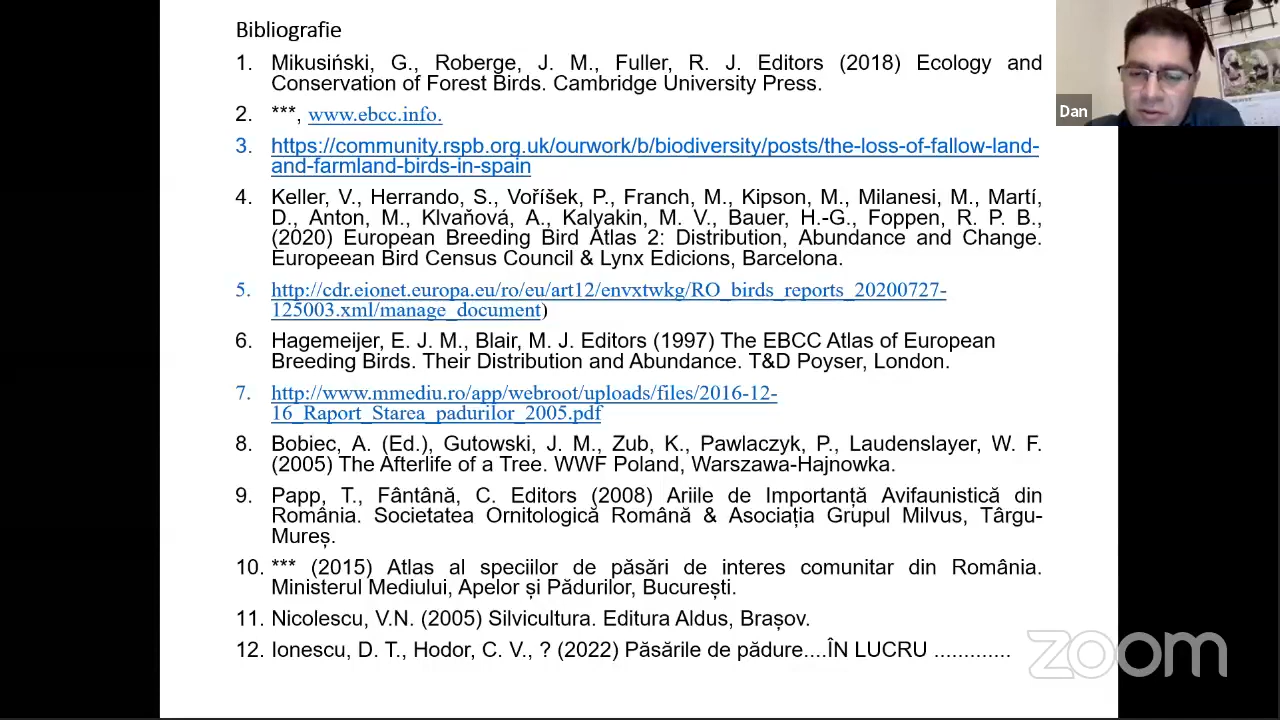 Bibliografie
1. Mikusiński, G., Roberge, J. M., Fuller, R. J. Editors (2018) Ecology and
Conservation of Forest Birds. Cambridge University Press.
2. ***, www.ebcc.info.
3. https://community.rspb.org.uk/ourwork/b/biodiversity/posts/the-loss-of-fallow-land-
and-farmland-birds-in-spain
4. Keller, V., Herrando, S., Voříšek, P., Franch, M., Kipson, M., Milanesi, M., Martí,
D., Anton, M., Klvaňová, A., Kalyakin, M. V., Bauer, H.-G., Foppen, R. P. B.,
(2020) European Breeding Bird Atlas 2: Distribution, Abundance and Change.
Europeean Bird Census Council & Lynx Edicions, Barcelona.
5. http://cdr.eionet.europa.eu/ro/eu/art12/envxtwkg/RO_birds_reports_20200727-
125003.xml/manage_document)
6. Hagemeijer, E. J. M., Blair, M. J. Editors (1997) The EBCC Atlas of European
Breeding Birds. Their Distribution and Abundance. T&D Poyser, London.
7. http://www.mmediu.ro/app/webroot/uploads/files/2016-12-
16_Raport_Starea_padurilor_2005.pdf
8. Bobiec, A. (Ed.), Gutowski, J. M., Zub, K., Pawlaczyk, P., Laudenslayer, W. F.
(2005) The Afterlife of a Tree. WWF Poland, Warszawa-Hajnowka.
9. Papp, T., Fântână, C. Editors (2008) Ariile de Importanță Avifaunistică din
România. Societatea Ornitologică Română & Asociația Grupul Milvus, Târgu-
Mureș.
10. *** (2015) Atlas al speciilor de păsări de interes comunitar din România.
Ministerul Mediului, Apelor și Pădurilor, București.
11. Nicolescu, V.N. (2005) Silvicultura. Editura Aldus, Brașov.
12. Ionescu, D. T., Hodor, C. V., ? (2022) Păsările de pădure....ÎN LUCRU .............
Dan
zoom